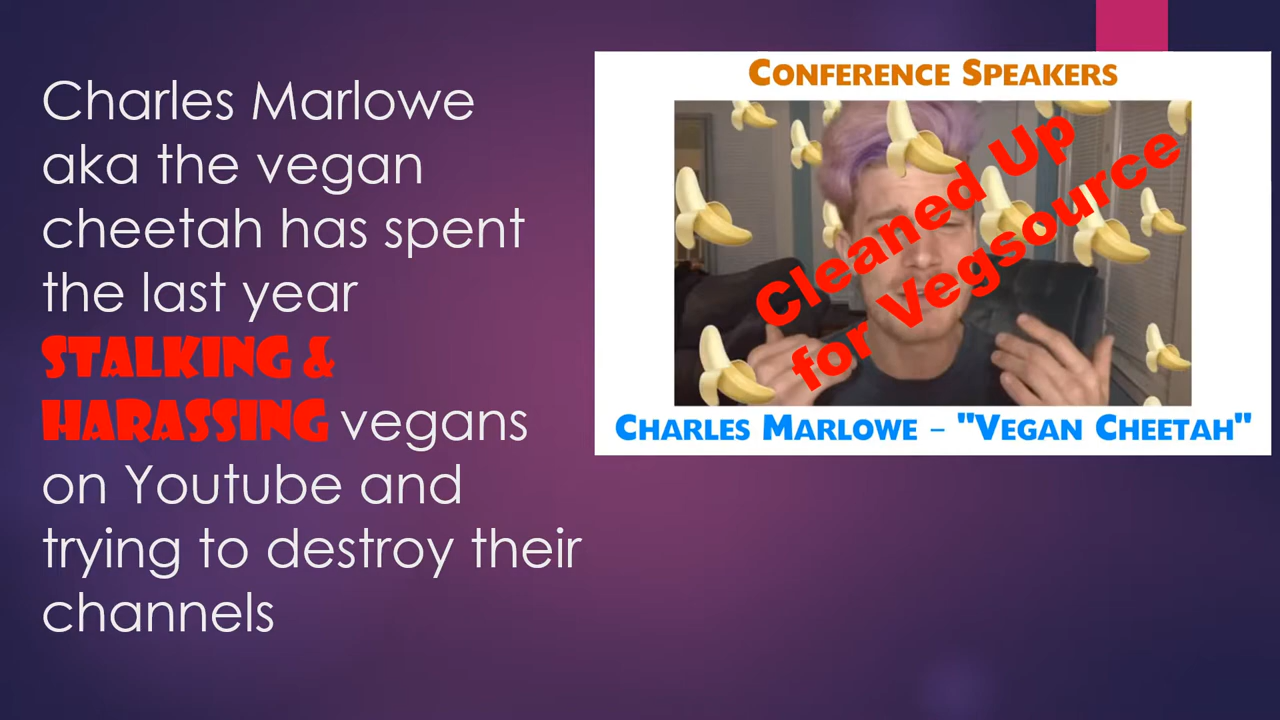 Charles Marlowe
aka the vegan
cheetah has spent
the last year
STALKING &
HARASSING vegans
on Youtube and
trying to destroy their
channels
CONFERENCE SPEAKERS
Cleaned Up
for Vegsource
CHARLES MARLOWE – "VEGAN CHEETAH"